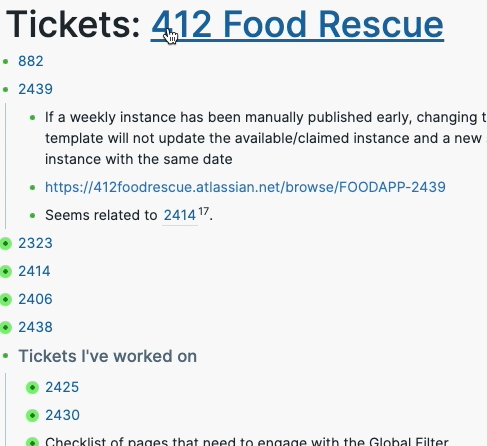 Tickets: 412 Food Rescue
882
2439
If a weekly instance has been manually published early, changing t
template will not update the available/claimed instance and a new
instance with the same date
https://412foodrescue.atlassian.net/browse/FOODAPP-2439
Seems related to 2414 17.
2323
2414
2406
2438
Tickets I've worked on
2425
2430
Checklist of pages that need to engage with the Global Filter